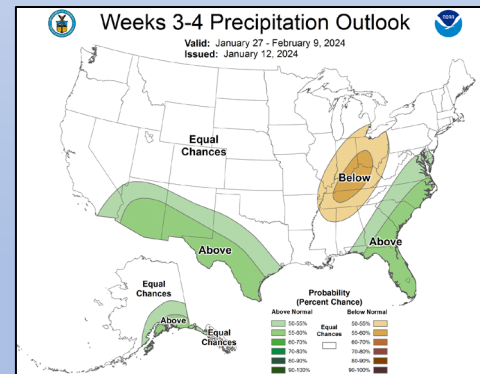 Weeks 3-4 Precipitation Outlook
Valid: January 27 - February 9, 2024
Issued: January 12, 2024
noaa
Equal
Chances
Below
Above
Above
Equal
Chances
Above
Equal
Chances
Probability
(Percent Chance)
Above Normal
Below Normal
50-55%
55-60%
60-70%
70-80%
80-90%
90-100%
Equal
Chances
50-55%
55-60%
60-70%
70-80%
80-90%
90-100%